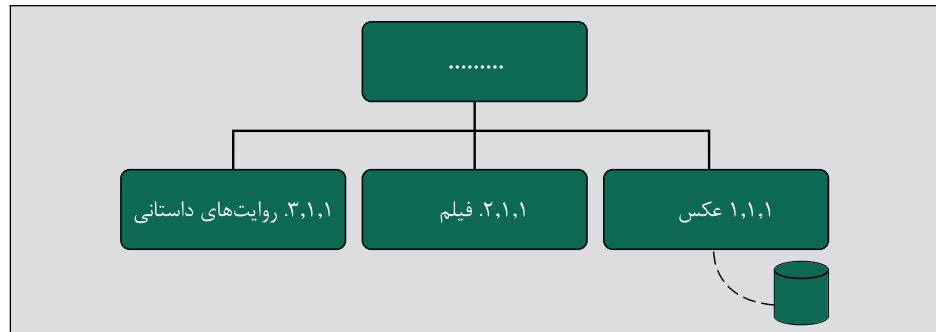 .........
۱,۱,۱ عکس
۲,۱,۱. فیلم
۳,۱,۱. روایت‌های داستانی